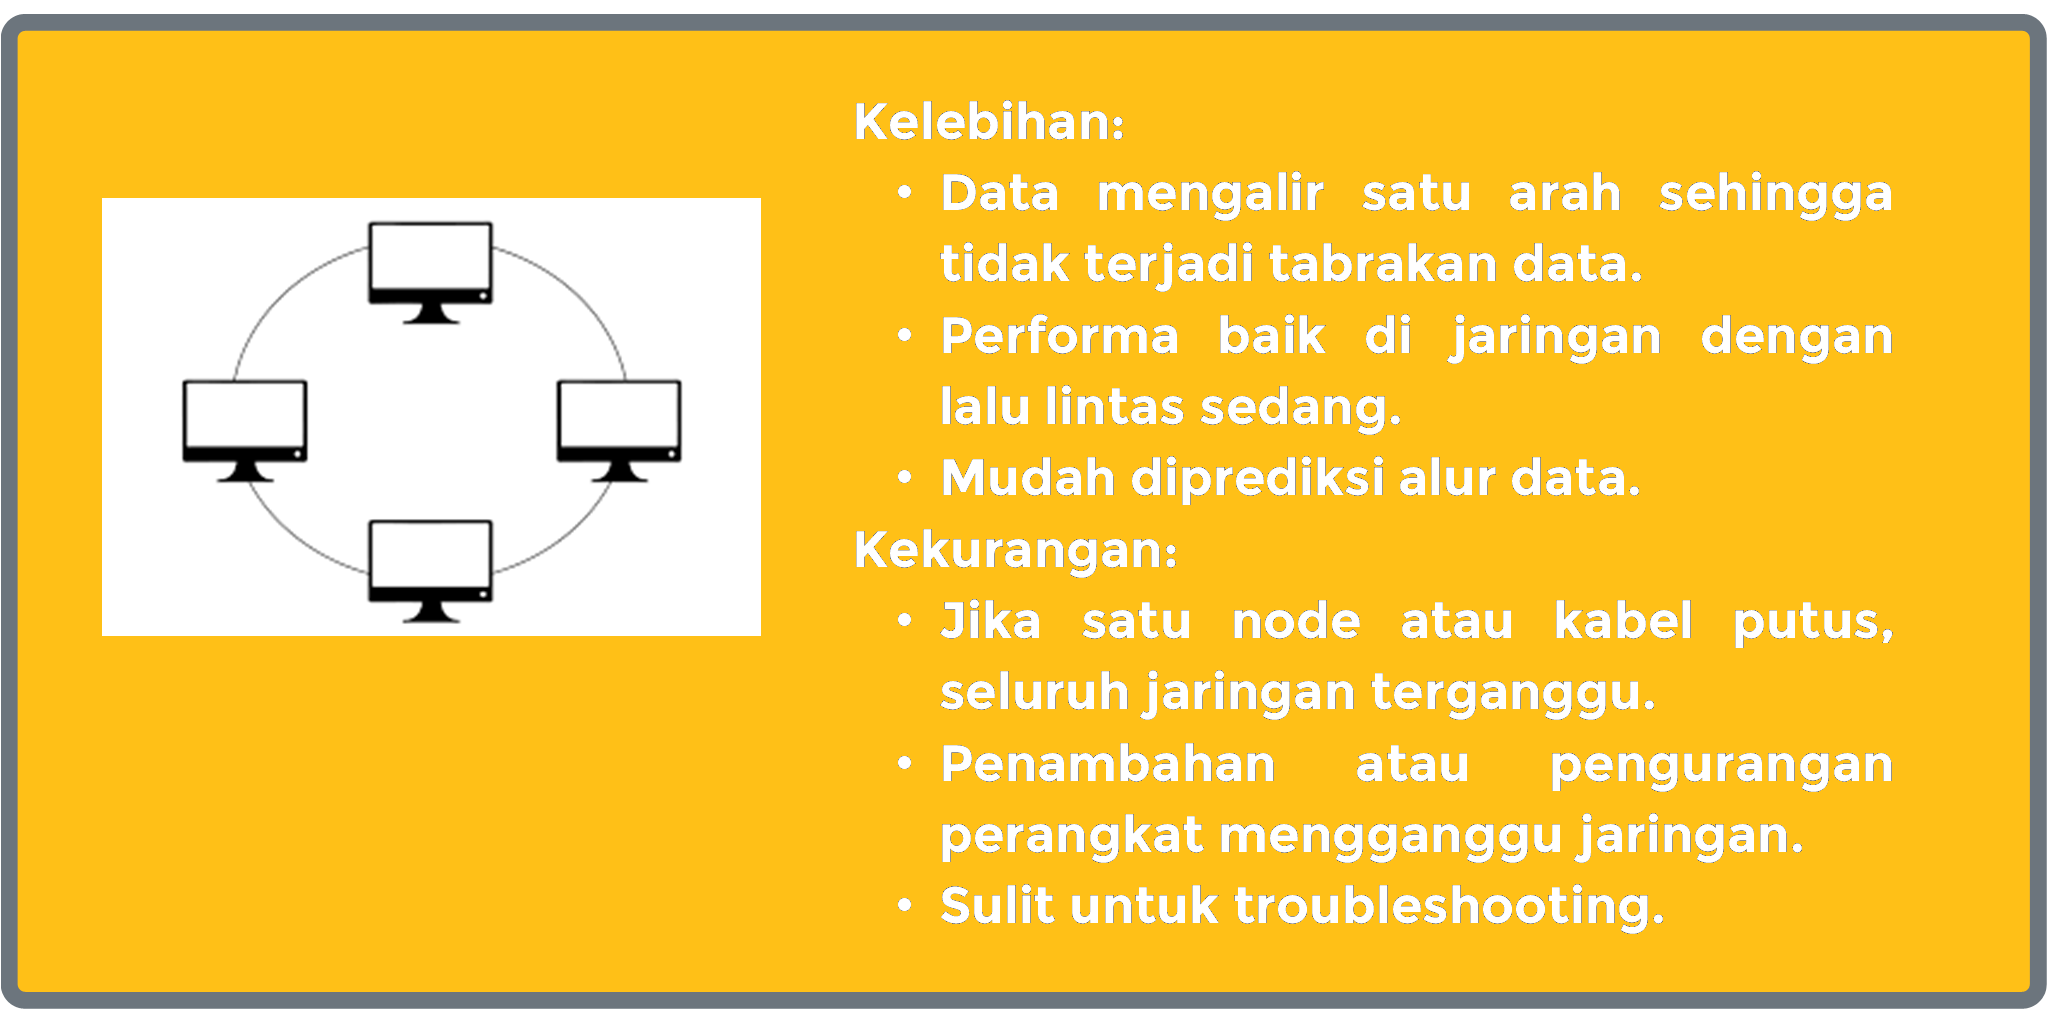 Kelebihan:
• Data mengalir satu arah sehingga
tidak terjadi tabrakan data.
• Performa baik di jaringan dengan
lalu lintas sedang.
• Mudah diprediksi alur data.
Kekurangan:
• Jika satu node atau kabel putus,
seluruh jaringan terganggu.
• Penambahan atau pengurangan
perangkat mengganggu jaringan.
• Sulit untuk troubleshooting.